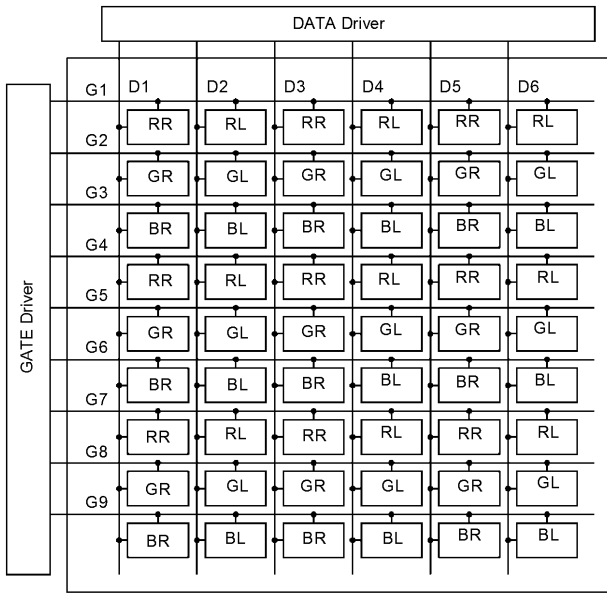 DATA Driver
G1 D1 D2 D3 D4 D5 D6
RR RL RR RL RR RL
G2
GR GL GR GL GR GL
G3
BR BL BR BL BR BL
G4
RR RL RR RL RR RL
G5
GR GL GR GL GR GL
G6
BR BL BR BL BR BL
G7
RR RL RR RL RR RL
G8
GR GL GR GL GR GL
G9
BR BL BR BL BR BL
GATE Driver